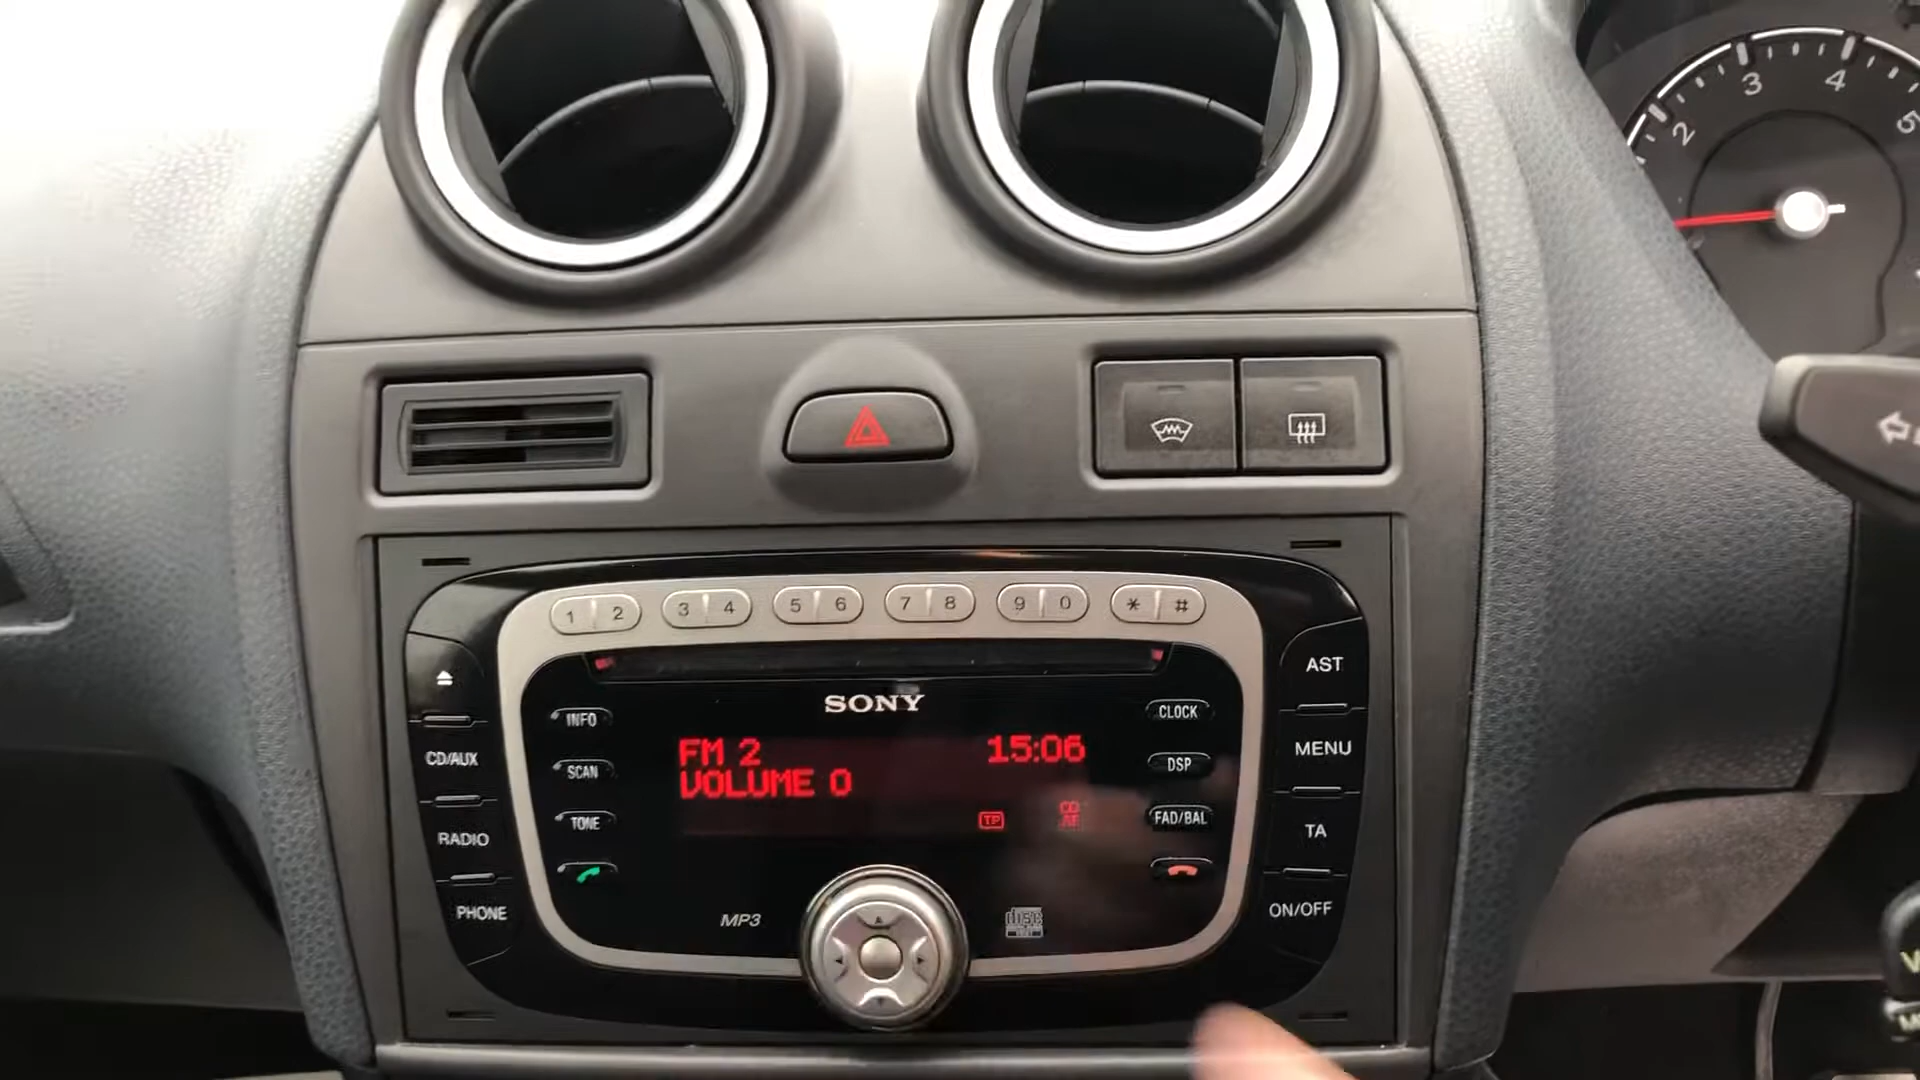 2 3 4 5
1 2 3 4 5 6 7 8 9 0 * #
AST
SONY
INFO
CLOCK
FM 2 15:06
MENU
CD/AUX
SCAN
VOLUME 0
DSP
TONE
TP
FAD/BAL
TA
RADIO
PHONE
MP3
disc
ON/OFF